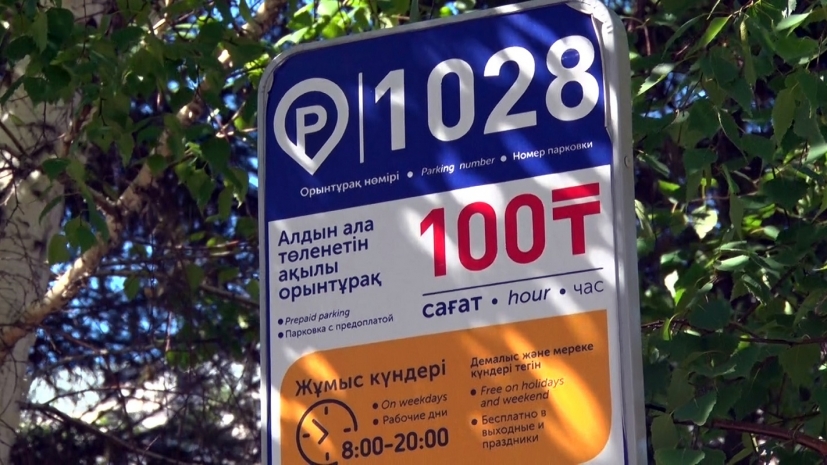 P 1028
Орынтұрақ нөмірі • Parking number • Номер парковки
Алдын ала
төленетін
ақылы
орынтұрақ
• Prepaid parking
• Парковка с предоплатой
100₸
сағат • hour • час
Жұмыс күндері
• On weekdays
• Рабочие дни
8:00-20:00
Демалыс және мереке
күндері тегін
• Free on holidays
and weekend
• Бесплатно в
выходные и
праздники